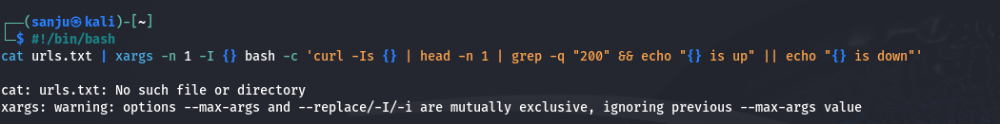 ┌──(sanju㉿kali)-[~]
└─$ #!/bin/bash
cat urls.txt | xargs -n 1 -I {} bash -c 'curl -Is {} | head -n 1 | grep -q "200" && echo "{} is up" || echo "{} is down"'
cat: urls.txt: No such file or directory
xargs: warning: options --max-args and --replace/-I/-i are mutually exclusive, ignoring previous --max-args value